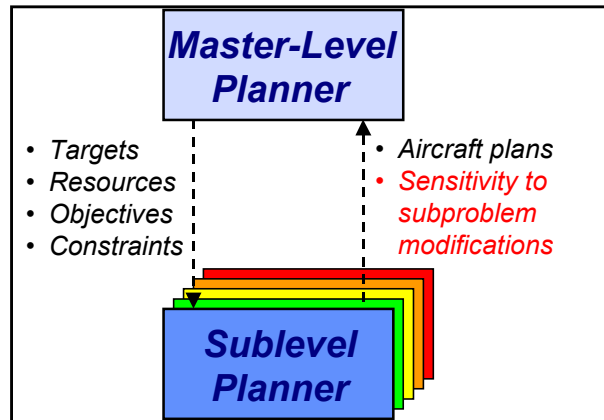 Master-Level
Planner
• Targets
• Resources
• Objectives
• Constraints
• Aircraft plans
• Sensitivity to
subproblem
modifications
Sublevel
Planner